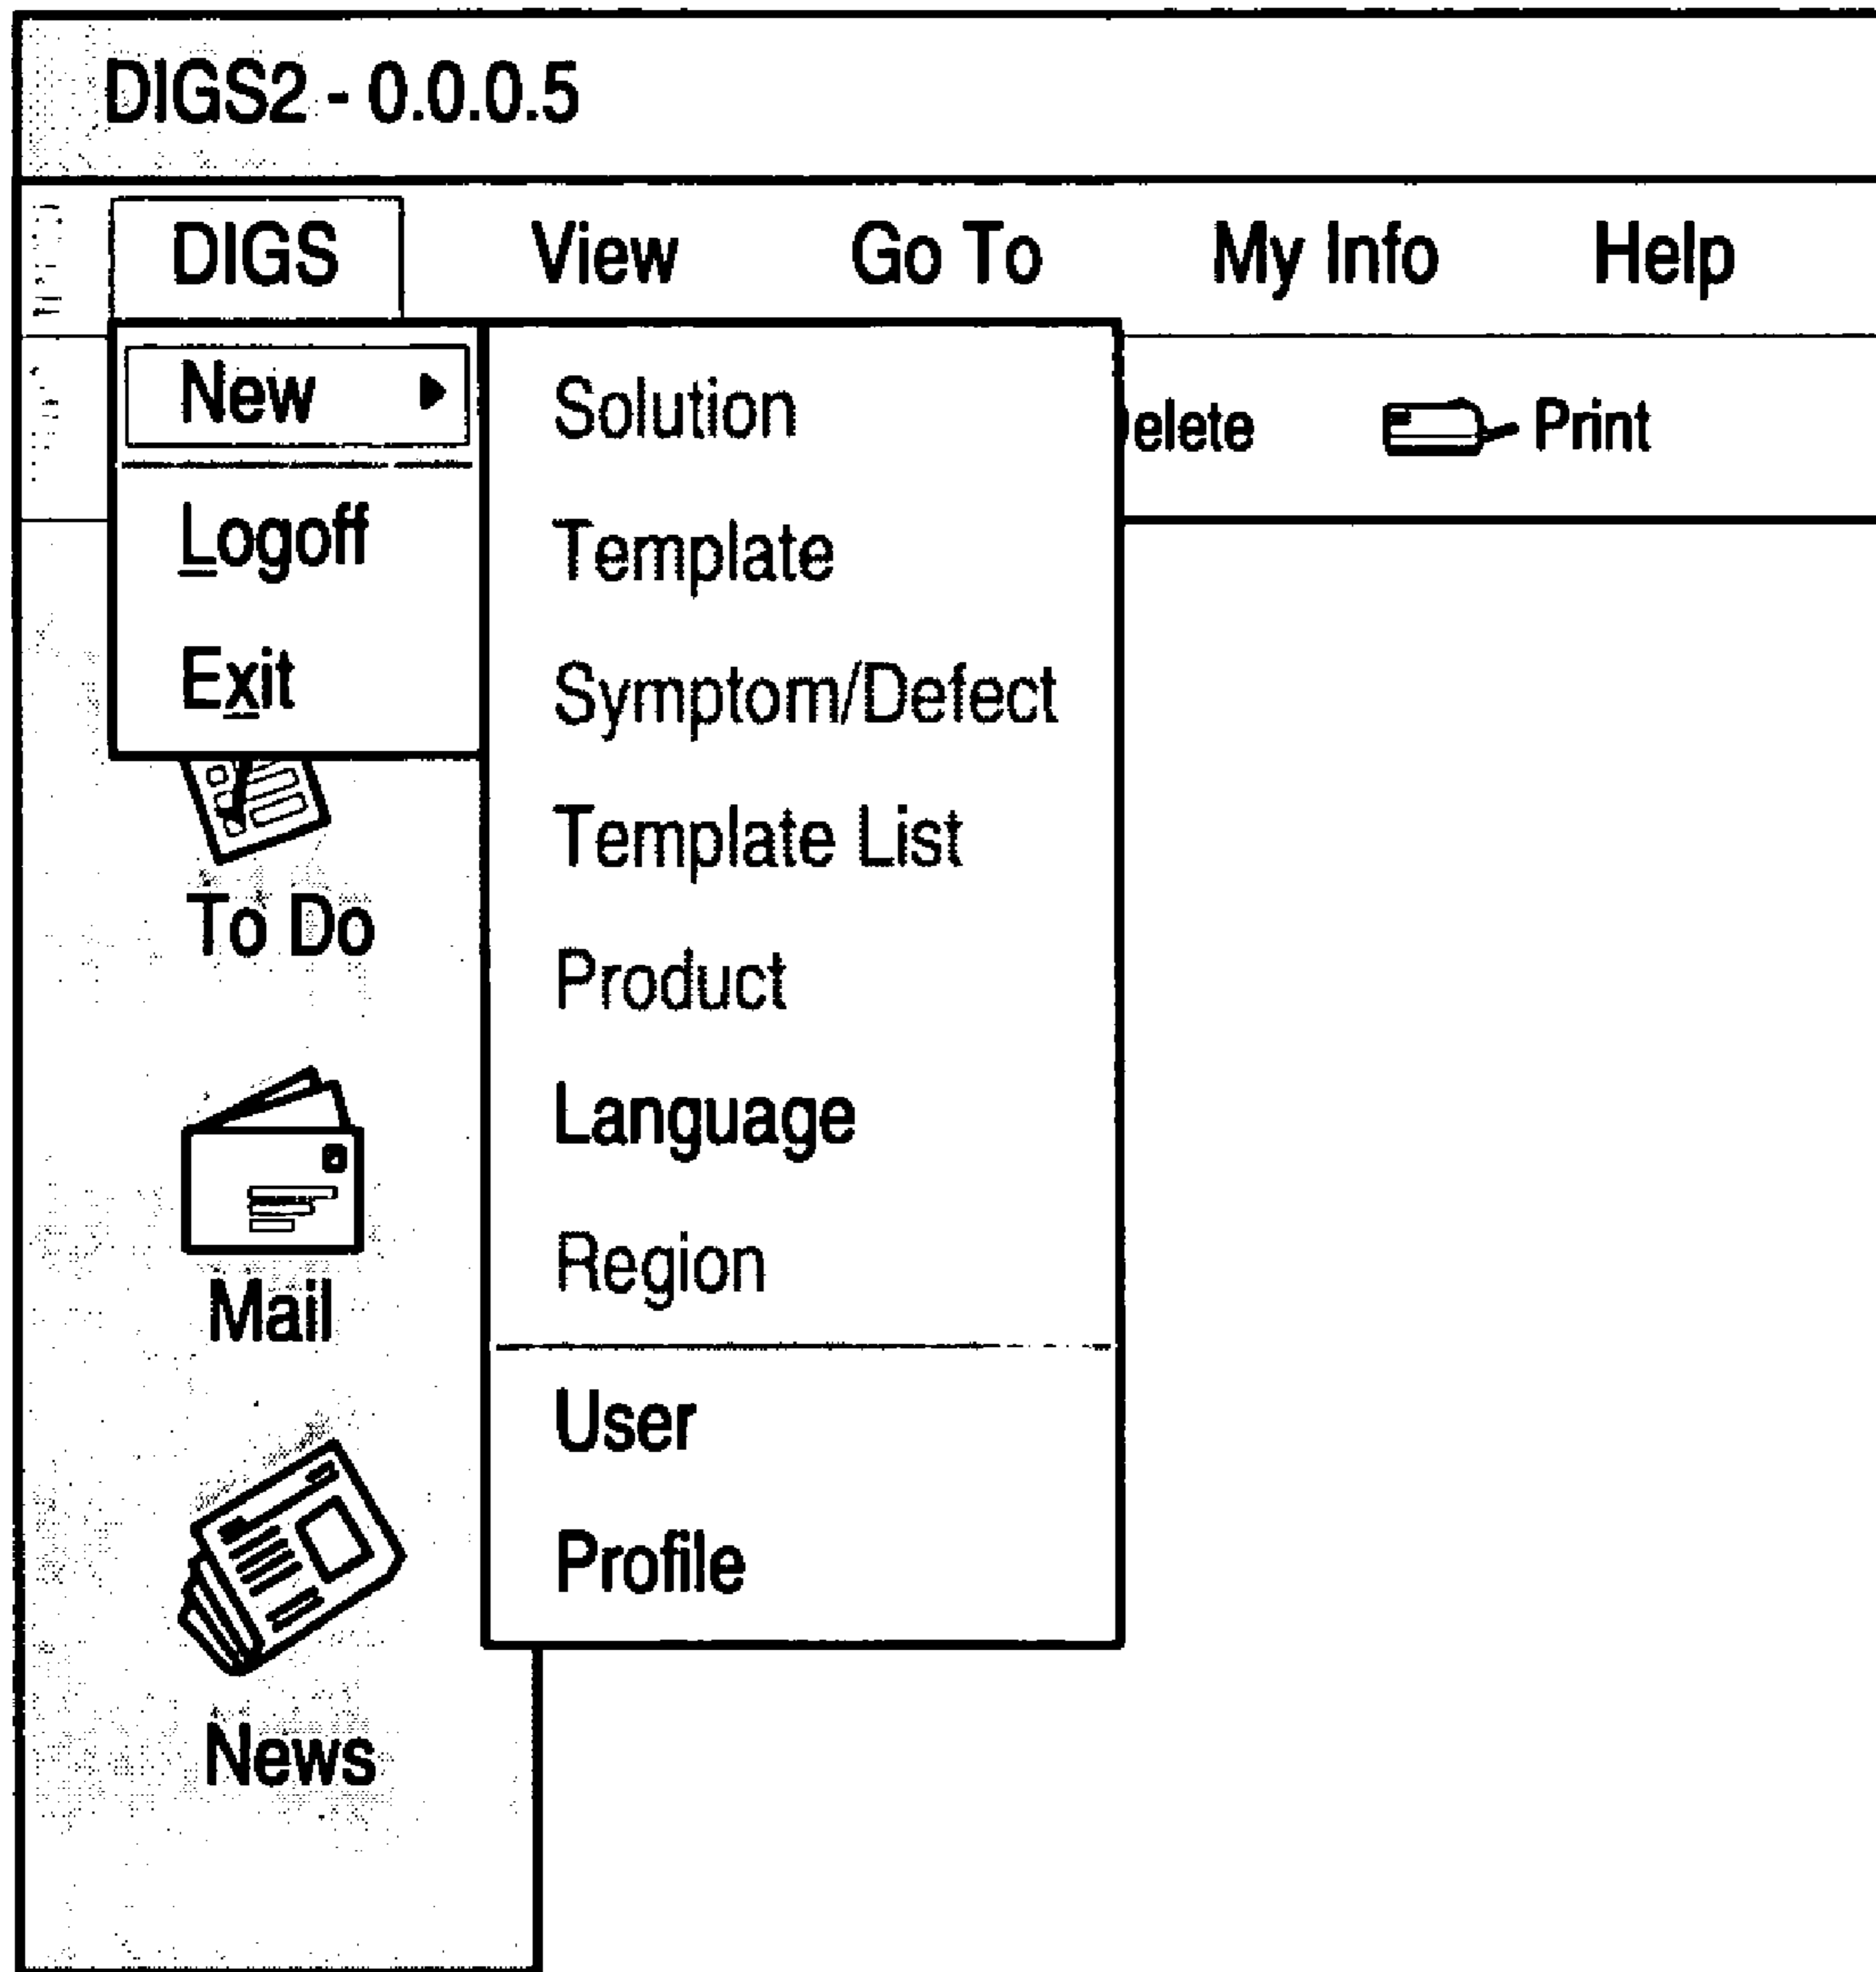 DIGS2 - 0.0.0.5
DIGS View Go To My Info Help
New
Logoff
Exit
Solution
Template
Symptom/Defect
Template List
Product
Language
Region
User
Profile
elete Print
To Do
Mail
News